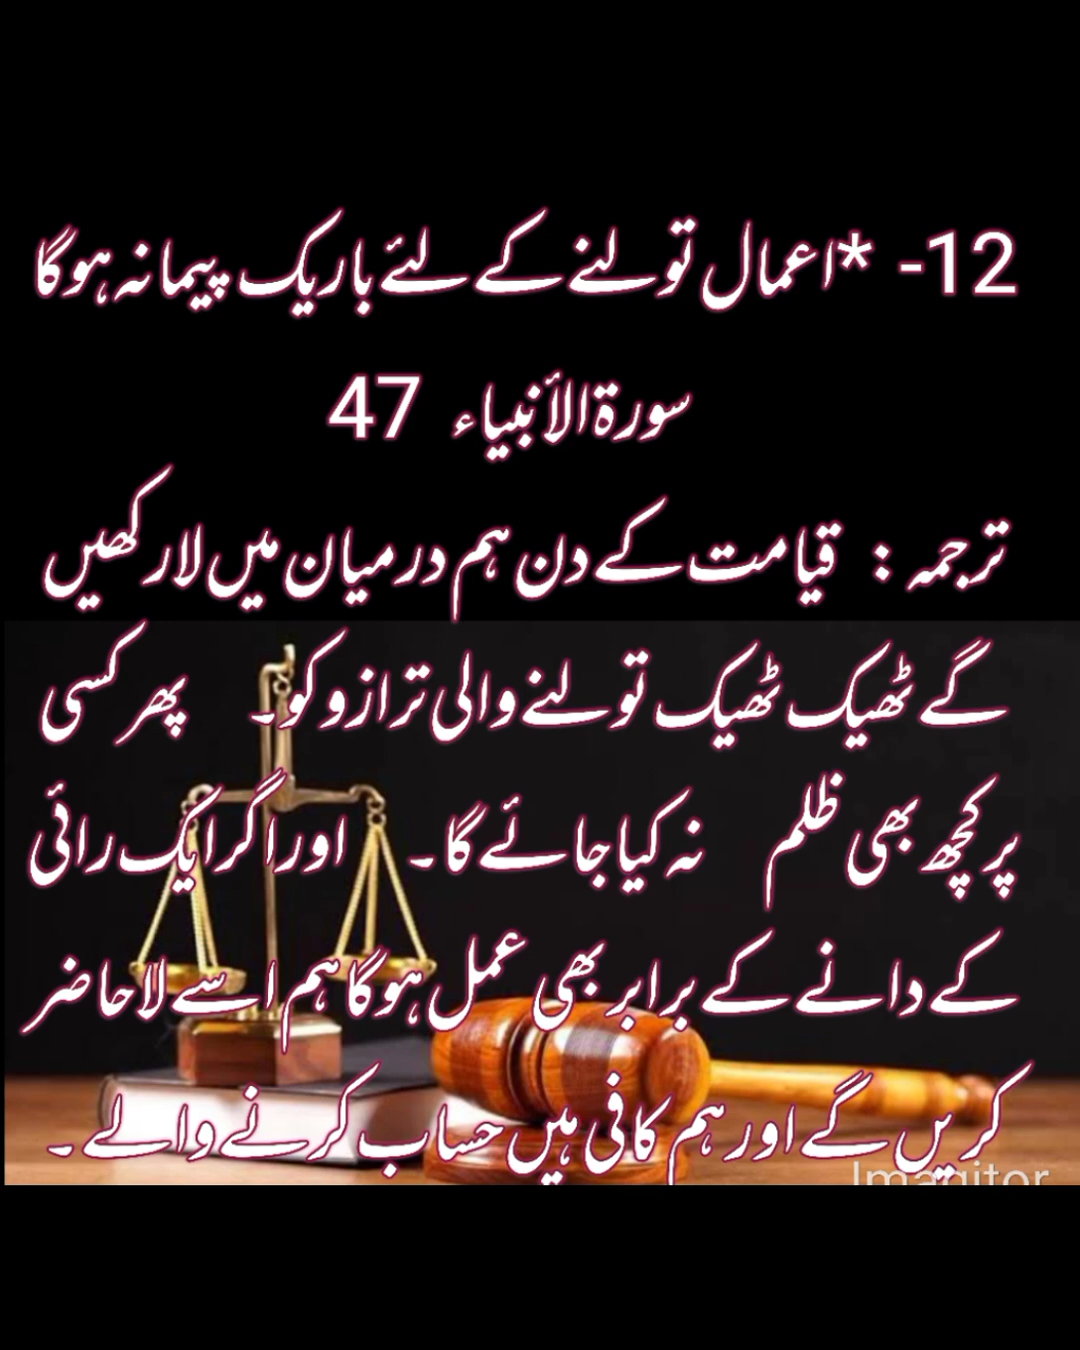 12- *اعمال تولنے کے لئے باریک پیمانہ ہوگا
سورة الأنبیاء 47
ترجمہ : قیامت کے دن ہم درمیان میں لا رکھیں
گے ٹھیک ٹھیک تولنے والی ترازو کو۔ پھر کسی
پر کچھ بھی ظلم نہ کیا جائے گا۔ اور اگر ایک رائی
کے دانے کے برابر بھی عمل ہوگا ہم اسے لا حاضر
کریں گے اور ہم کافی ہیں حساب کرنے والے۔
Imagitor